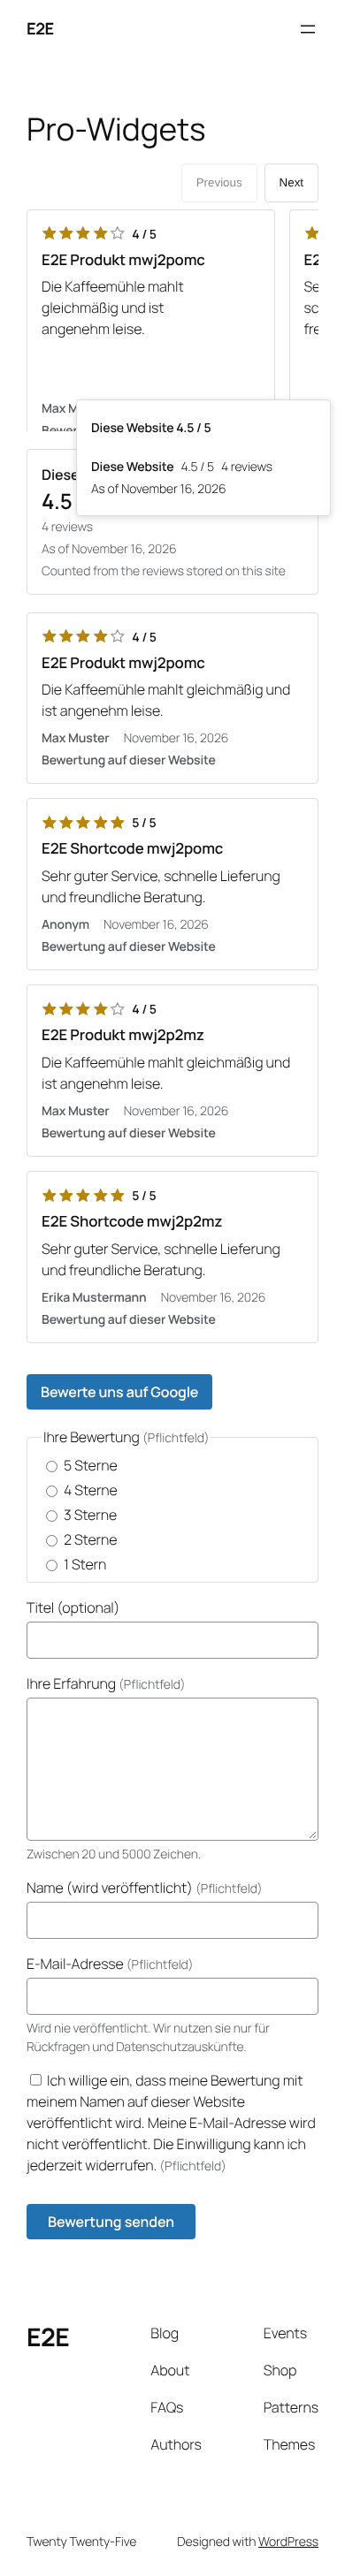 E2E
Pro-Widgets
Previous Next
4 / 5
E2E Produkt mwj2pomc
Die Kaffeemühle mahlt
gleichmäßig und ist
angenehm leise.
Diese Website 4.5 / 5
Diese Website 4.5 / 5 4 reviews
As of November 16, 2026
4.5
4 reviews
As of November 16, 2026
Counted from the reviews stored on this site
4 / 5
E2E Produkt mwj2pomc
Die Kaffeemühle mahlt gleichmäßig und
ist angenehm leise.
Max Muster November 16, 2026
Bewertung auf dieser Website
5 / 5
E2E Shortcode mwj2pomc
Sehr guter Service, schnelle Lieferung
und freundliche Beratung.
Anonym November 16, 2026
Bewertung auf dieser Website
4 / 5
E2E Produkt mwj2p2mz
Die Kaffeemühle mahlt gleichmäßig und
ist angenehm leise.
Max Muster November 16, 2026
Bewertung auf dieser Website
5 / 5
E2E Shortcode mwj2p2mz
Sehr guter Service, schnelle Lieferung
und freundliche Beratung.
Erika Mustermann November 16, 2026
Bewertung auf dieser Website
Bewerte uns auf Google
Ihre Bewertung (Pflichtfeld)
5 Sterne
4 Sterne
3 Sterne
2 Sterne
1 Stern
Titel (optional)
Ihre Erfahrung (Pflichtfeld)
Zwischen 20 und 5000 Zeichen.
Name (wird veröffentlicht) (Pflichtfeld)
E-Mail-Adresse (Pflichtfeld)
Wird nie veröffentlicht. Wir nutzen sie nur für
Rückfragen und Datenschutzauskünfte.
Ich willige ein, dass meine Bewertung mit
meinem Namen auf dieser Website
veröffentlicht wird. Meine E-Mail-Adresse wird
nicht veröffentlicht. Die Einwilligung kann ich
jederzeit widerrufen. (Pflichtfeld)
Bewertung senden
E2E
Blog
About
FAQs
Authors
Events
Shop
Patterns
Themes
Twenty Twenty-Five
Designed with WordPress